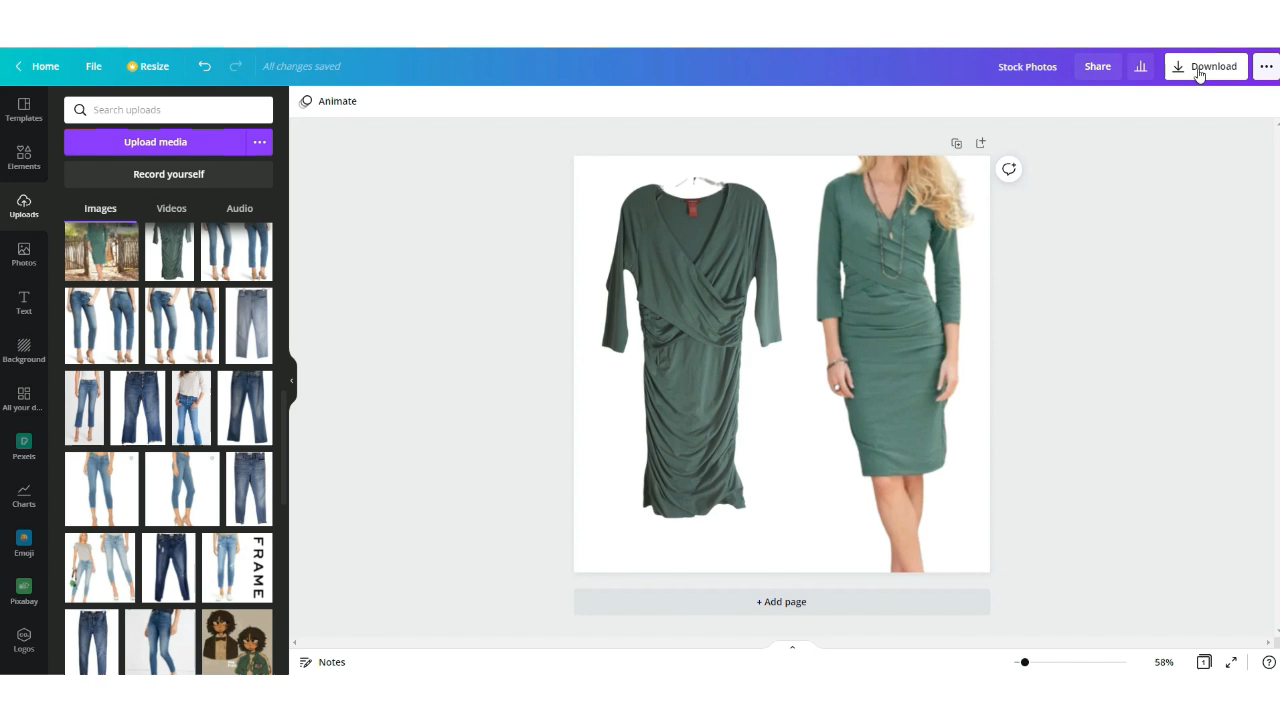 Home File Resize All changes saved Stock Photos Share Download
Templates
Elements
Uploads
Photos
Text
Background
All your d...
Pexels
Charts
Emoji
Pixabay
Logos
Search uploads
Upload media
Record yourself
Images Videos Audio
FRAME
Animate
+ Add page
Notes
58%
1